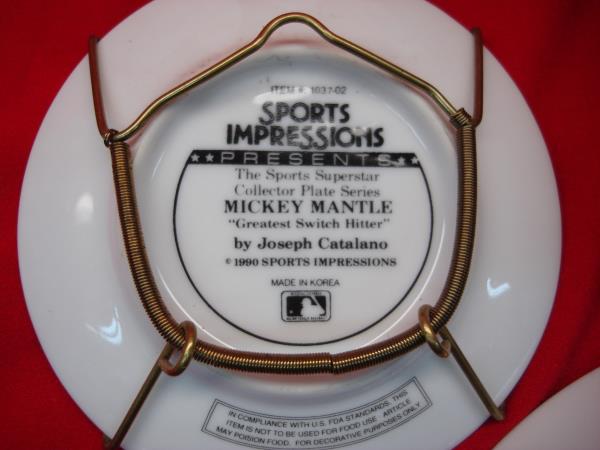 ITEM #: 1037-02
SPORTS
IMPRESSIONS
PRESENTS
The Sports Superstar
Collector Plate Series
MICKEY MANTLE
"Greatest Switch Hitter"
by Joseph Catalano
© 1990 SPORTS IMPRESSIONS
MADE IN KOREA
IN COMPLIANCE WITH U.S. FDA STANDARDS, THIS
ITEM IS NOT TO BE USED FOR FOOD USE ARTICLE
MAY POISION FOOD. FOR DECORATIVE PURPOSES ONLY